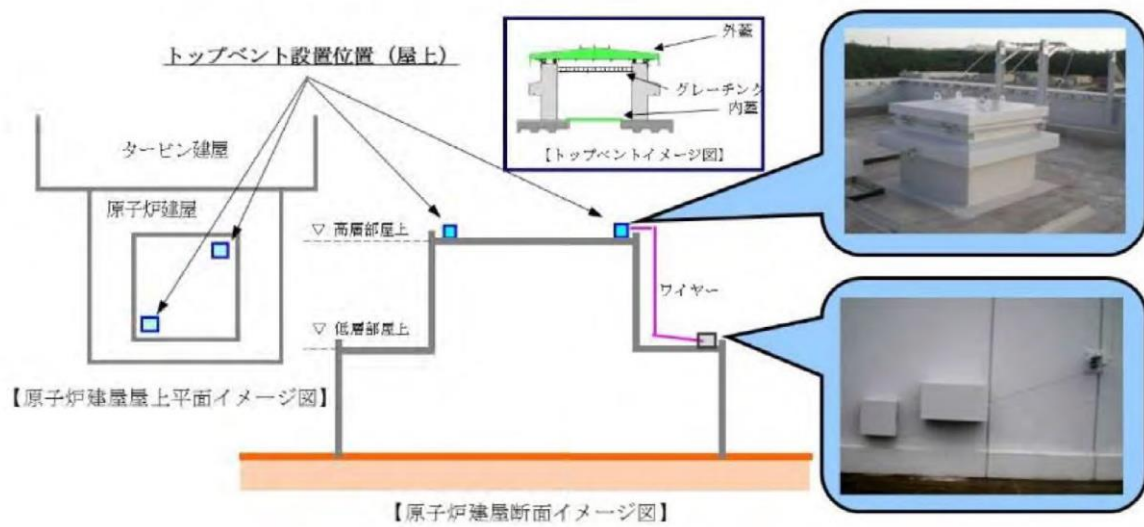 トップベント設置位置（屋上）
外蓋
グレーチング
内蓋
【トップベントイメージ図】
タービン建屋
原子炉建屋
▽ 高層部屋上
ワイヤー
▽ 低層部屋上
【原子炉建屋屋上平面イメージ図】
【原子炉建屋断面イメージ図】